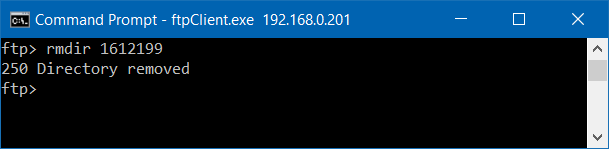 Command Prompt - ftpClient.exe  192.168.0.201
ftp> rmdir 1612199
250 Directory removed
ftp>